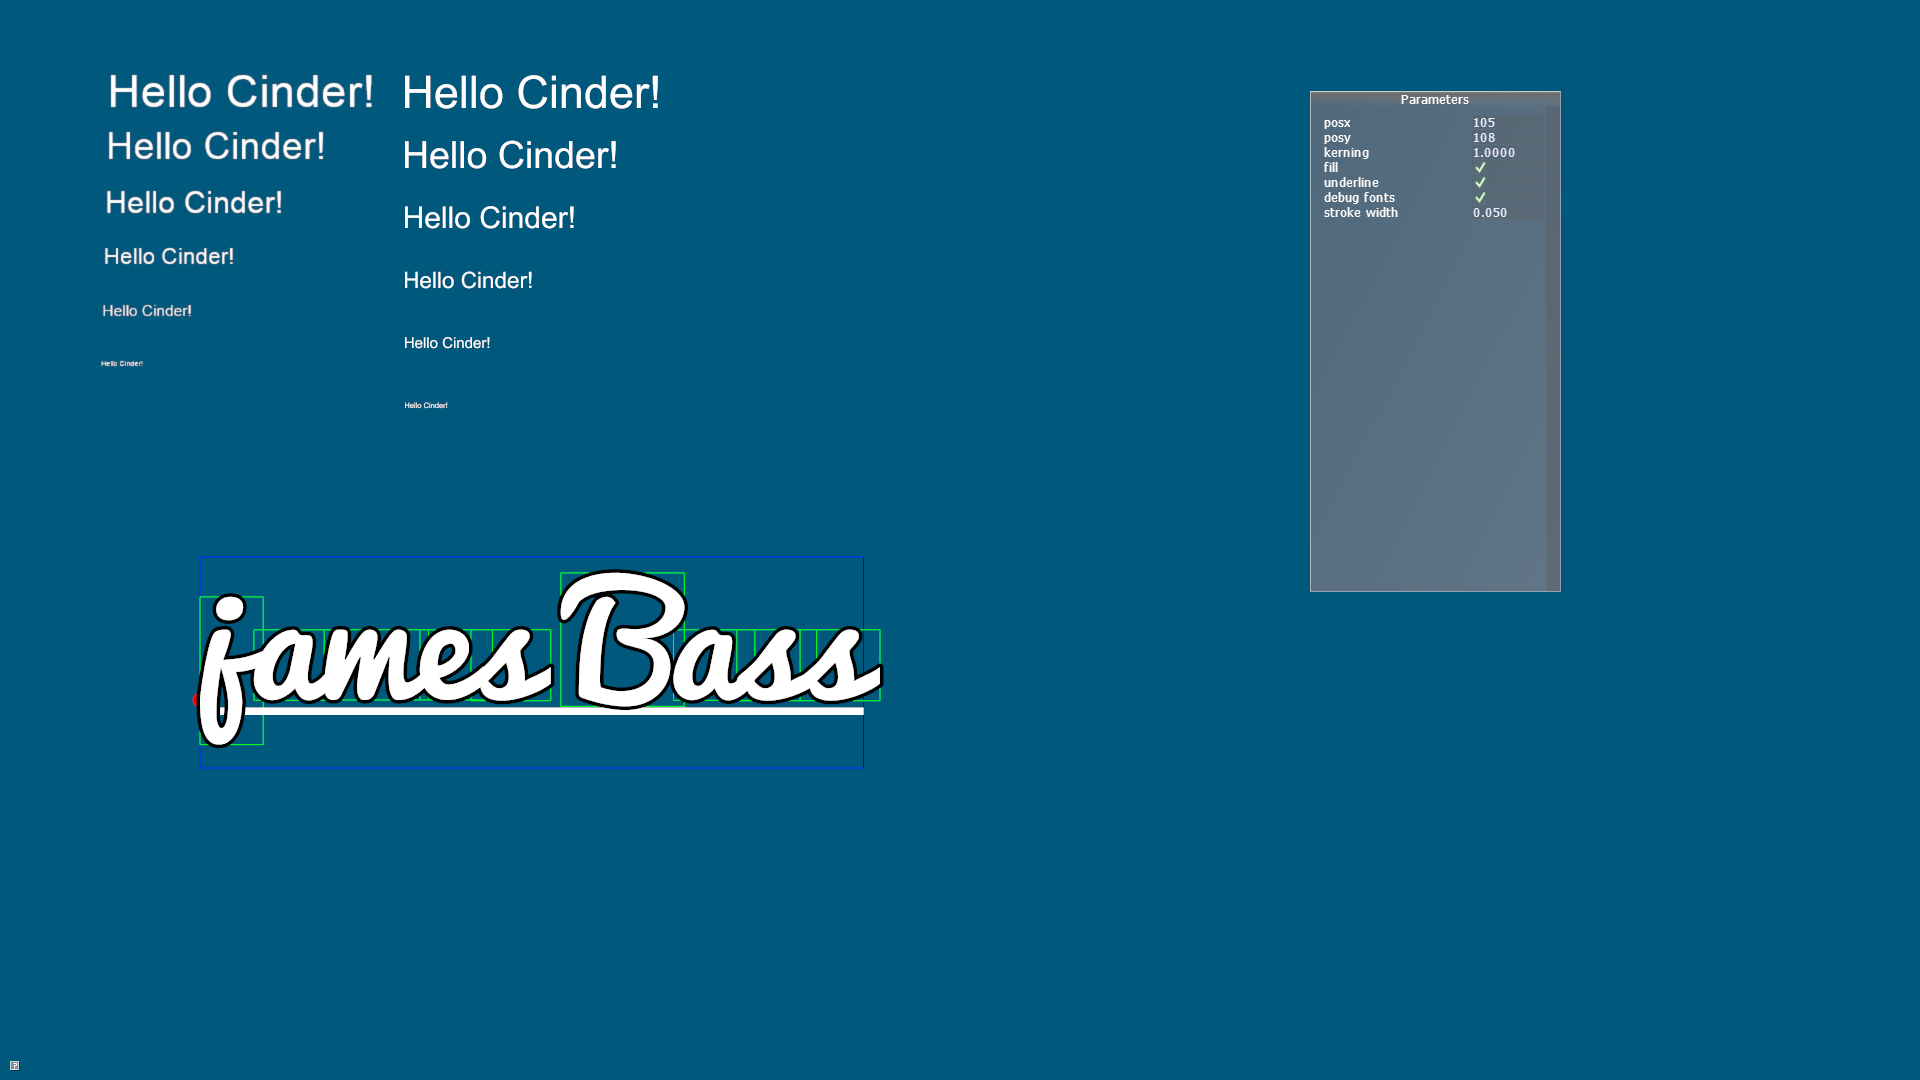 Hello Cinder!
Hello Cinder!
Hello Cinder!
Hello Cinder!
Hello Cinder!
Hello Cinder!
Hello Cinder!
Hello Cinder!
Hello Cinder!
Hello Cinder!
Hello Cinder!
Hello Cinder!
Parameters
posx 105
posy 108
kerning 1.0000
fill ✓
underline ✓
debug fonts ✓
stroke width 0.050
james Bass
?